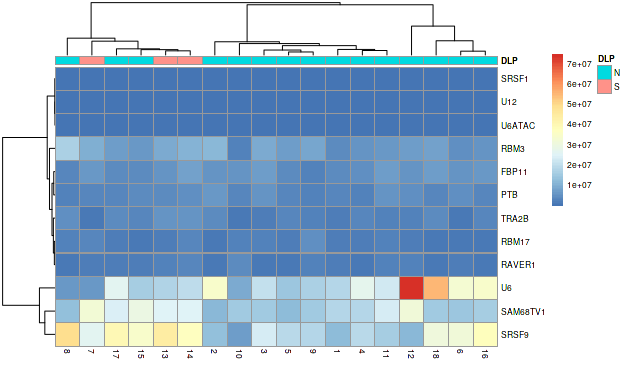 DLP
SRSF1
U12
U6ATAC
RBM3
FBP11
PTB
TRA2B
RBM17
RAVER1
U6
SAM68TV1
SRSF9
8 7 17 15 13 14 2 10 3 5 9 1 4 11 12 18 6 16
7e+07
6e+07
5e+07
4e+07
3e+07
2e+07
1e+07
DLP
N
S